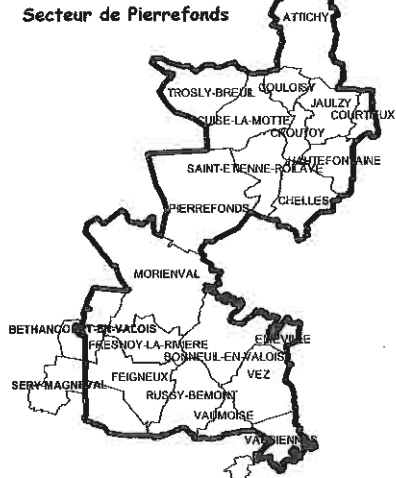 Secteur de Pierrefonds
ATTICHY
TROSLY-BREUIL
COULOISY
JAULZY
COURTIEUX
CUISE-LA-MOTTE
CROUTOY
HAUTEFONTAINE
SAINT-ETIENNE-ROILAYE
CHELLES
PIERREFONDS
MORIENVAL
BETHANCOURT-EN-VALOIS
EMEVILLE
FRESNOY-LA-RIVIERE
BONNEUIL-EN-VALOIS
FEIGNEUX
VEZ
SERY-MAGNEVAL
RUSSY-BEMONT
VAUMOISE
VAUCIENNES